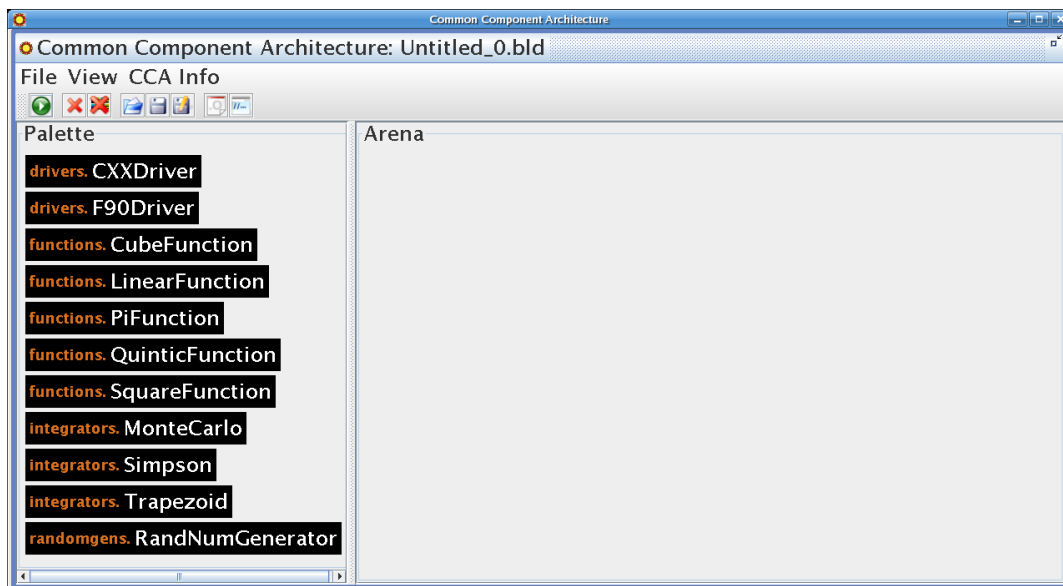 Common Component Architecture
Common Component Architecture: Untitled_0.bld
File View CCA Info
Palette
drivers. CXXDriver
drivers. F90Driver
functions. CubeFunction
functions. LinearFunction
functions. PiFunction
functions. QuinticFunction
functions. SquareFunction
integrators. MonteCarlo
integrators. Simpson
integrators. Trapezoid
randomgens. RandNumGenerator
Arena